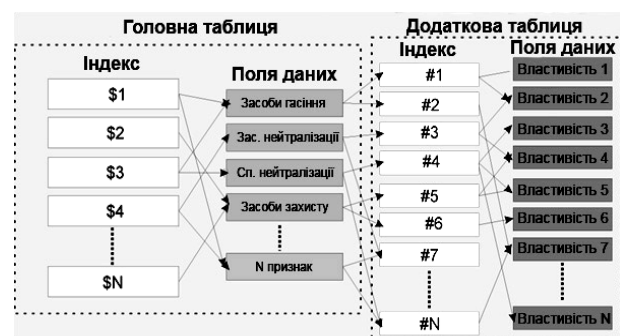 Головна таблиця
Індекс
$1
$2
$3
$4
$N
Поля даних
Засоби гасіння
Зас. нейтралізації
Сп. нейтралізації
Засоби захисту
N признак
Додаткова таблиця
Індекс
#1
#2
#3
#4
#5
#6
#7
#N
Поля даних
Властивість 1
Властивість 2
Властивість 3
Властивість 4
Властивість 5
Властивість 6
Властивість 7
Властивість N